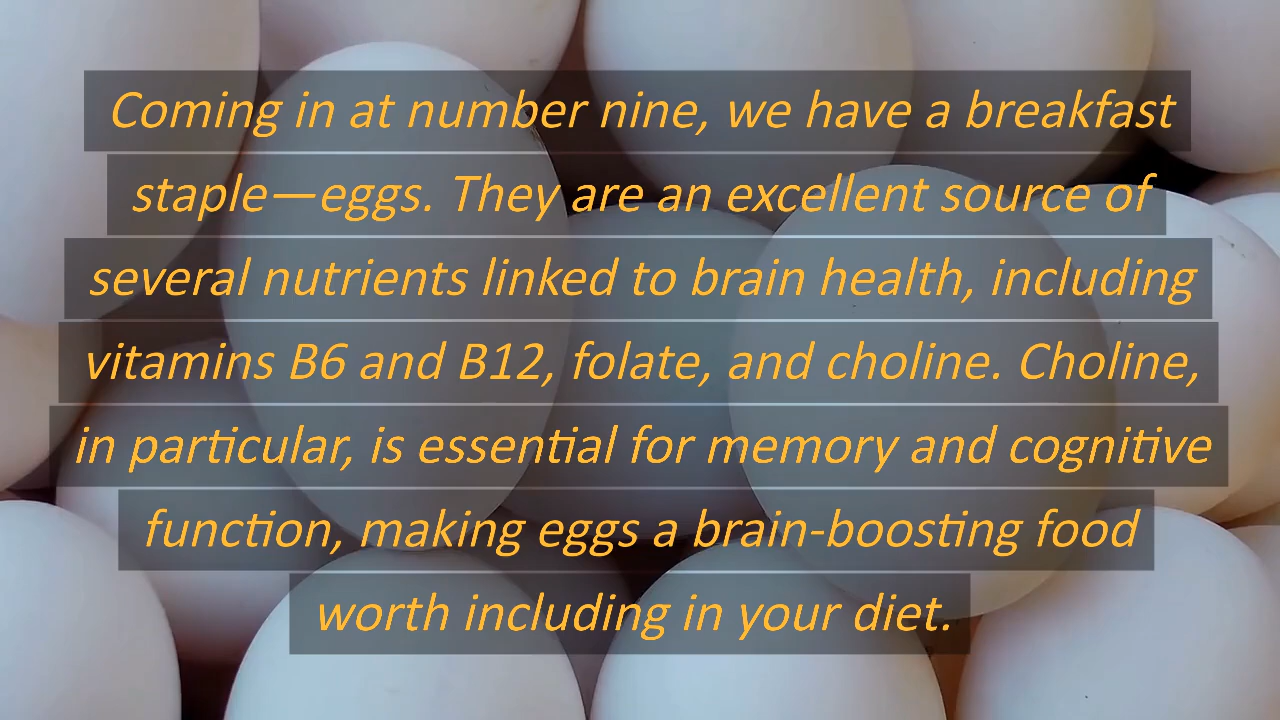 Coming in at number nine, we have a breakfast
staple—eggs. They are an excellent source of
several nutrients linked to brain health, including
vitamins B6 and B12, folate, and choline. Choline,
in particular, is essential for memory and cognitive
function, making eggs a brain-boosting food
worth including in your diet.